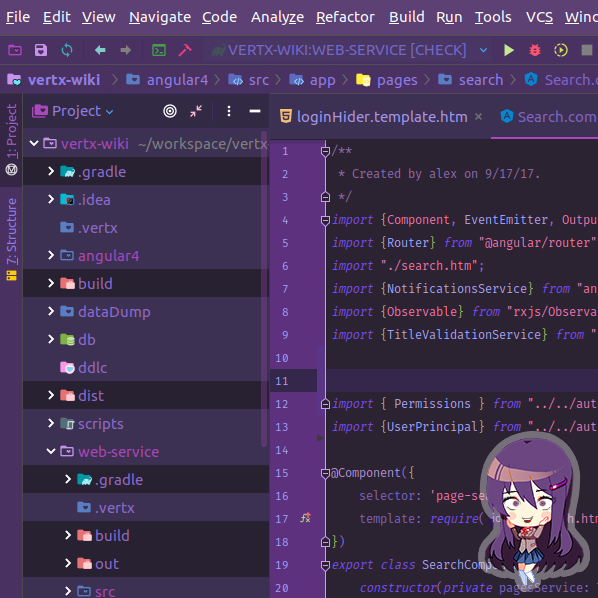 File Edit View Navigate Code Analyze Refactor Build Run Tools VCS
VERTX-WIKI:WEB-SERVICE [CHECK]
vertx-wiki angular4 src app pages search Search.c
1: Project
7: Structure
Project
vertx-wiki ~/workspace/vertx
.gradle
.idea
.vertx
angular4
build
dataDump
db
ddlc
dist
scripts
web-service
.gradle
.vertx
build
out
src
loginHider.template.htm Search.com
1 /**
2 * Created by alex on 9/17/17.
3 */
4 import {Component, EventEmitter, Outpu
5 import {Router} from "@angular/router"
6 import "./search.htm";
7 import {NotificationsService} from "an
8 import {Observable} from "rxjs/Observa
9 import {TitleValidationService} from "
10
11
12 import { Permissions } from "../../aut
13 import {UserPrincipal} from "../../aut
14
15 @Component({
16 selector: 'page-se
17 template: require( h.htm
18 })
19 export class SearchComp
20 constructor(private pagesService: